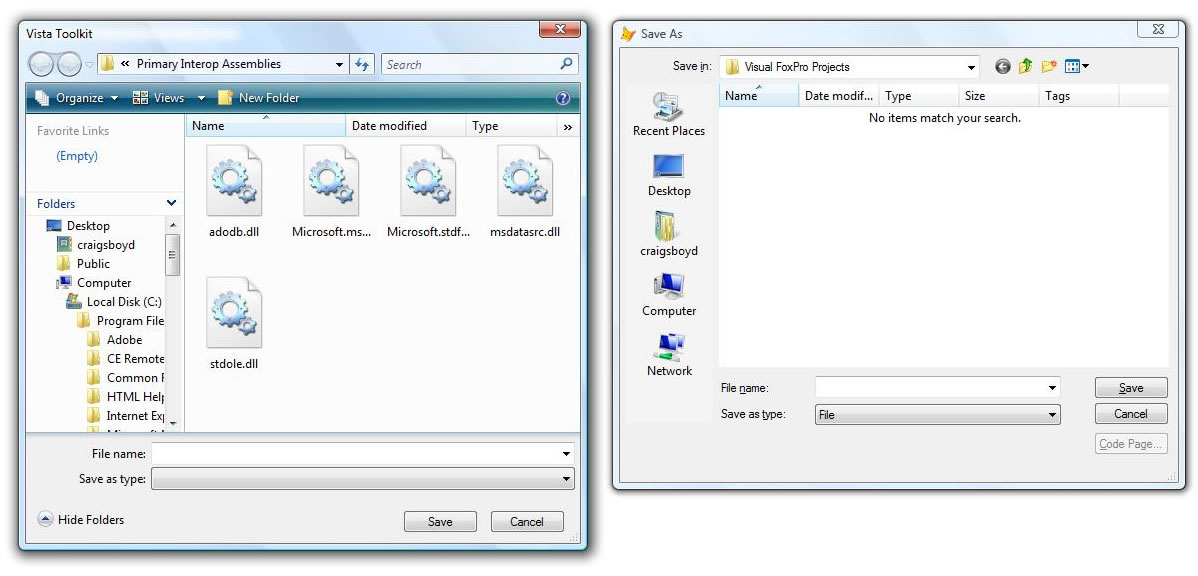 Vista Toolkit
« Primary Interop Assemblies
Search
Organize Views New Folder
Favorite Links
(Empty)
Folders
Desktop
craigsboyd
Public
Computer
Local Disk (C:)
Program File
Adobe
CE Remote
Common F
HTML Help
Internet Exp
Name Date modified Type »
adodb.dll Microsoft.ms... Microsoft.stdf... msdatasrc.dll
stdole.dll
File name:
Save as type:
Hide Folders Save Cancel
Save As
Save in: Visual FoxPro Projects
Recent Places
Desktop
craigsboyd
Computer
Network
Name Date modif... Type Size Tags
No items match your search.
File name: Save
Save as type: File Cancel
Code Page...